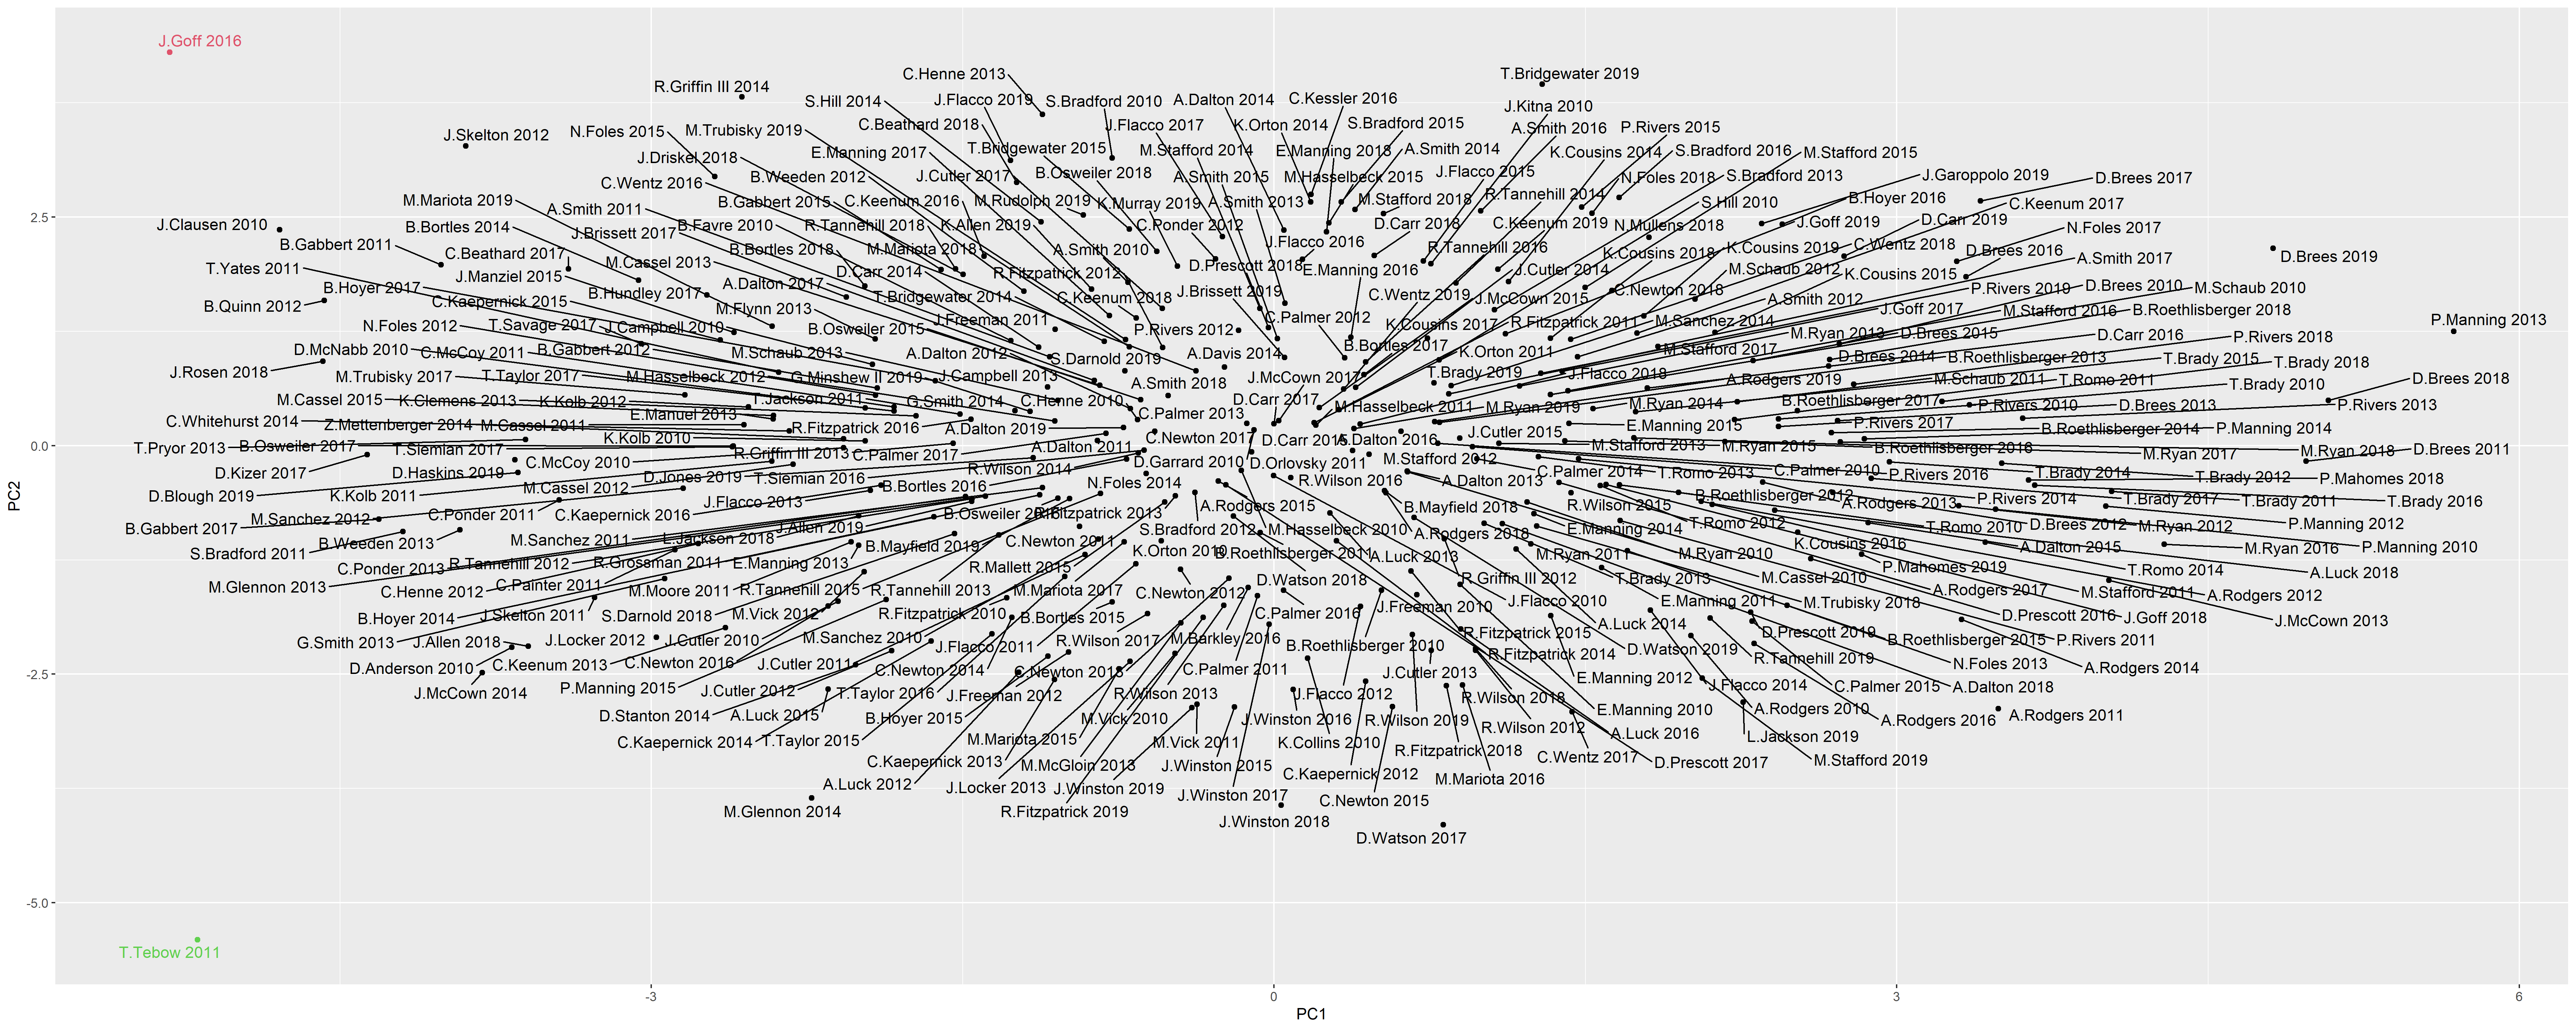 J.Goff 2016
C.Henne 2013
T.Bridgewater 2019
R.Griffin III 2014
S.Hill 2014
J.Flacco 2019
S.Bradford 2010
A.Dalton 2014
C.Kessler 2016
J.Kitna 2010
J.Skelton 2012
N.Foles 2015
M.Trubisky 2019
C.Beathard 2018
J.Flacco 2017
K.Orton 2014
S.Bradford 2015
A.Smith 2016
P.Rivers 2015
J.Driskel 2018
E.Manning 2017
T.Bridgewater 2015
M.Stafford 2014
E.Manning 2013
A.Smith 2014
K.Cousins 2014
S.Bradford 2016
M.Stafford 2015
C.Wentz 2016
B.Weeden 2012
J.Cutler 2017
B.Osweiler 2018
A.Smith 2015
M.Hasselbeck 2015
J.Flacco 2015
N.Foles 2018
S.Bradford 2013
J.Garoppolo 2019
D.Brees 2017
M.Mariota 2019
A.Smith 2011
B.Gabbert 2015
C.Keenum 2016
M.Rudolph 2019
K.Murray 2019
A.Smith 2013
M.Stafford 2018
R.Tannehill 2014
S.Hill 2010
B.Hoyer 2016
C.Keenum 2017
J.Clausen 2010
B.Bortles 2014
J.Brissett 2017
B.Favre 2010
R.Tannehill 2018
K.Allen 2019
C.Ponder 2012
D.Carr 2018
C.Keenum 2019
N.Mullens 2018
J.Goff 2019
D.Carr 2019
N.Foles 2017
B.Gabbert 2011
C.Beathard 2017
M.Cassel 2013
B.Bortles 2018
M.Mariota 2018
A.Smith 2010
J.Flacco 2016
R.Tannehill 2016
K.Cousins 2018
K.Cousins 2019
C.Wentz 2018
D.Brees 2016
A.Smith 2017
D.Brees 2019
T.Yates 2011
J.Manziel 2015
A.Dalton 2017
D.Carr 2014
R.Fitzpatrick 2012
D.Prescott 2018
E.Manning 2016
J.Cutler 2014
M.Schaub 2012
K.Cousins 2015
B.Quinn 2012
B.Hoyer 2017
C.Kaepernick 2015
B.Hundley 2017
M.Flynn 2013
T.Bridgewater 2014
C.Keenum 2018
J.Brissett 2019
C.Wentz 2019
J.McCown 2015
C.Newton 2018
A.Smith 2012
P.Rivers 2019
D.Brees 2010
M.Schaub 2010
N.Foles 2012
T.Savage 2017
J.Campbell 2010
B.Osweiler 2015
J.Freeman 2011
P.Rivers 2012
C.Palmer 2012
K.Cousins 2017
R.Fitzpatrick 2011
M.Sanchez 2014
J.Goff 2017
M.Stafford 2016
B.Roethlisberger 2018
P.Manning 2013
D.McNabb 2010
C.McCoy 2011
B.Gabbert 2012
M.Schaub 2013
A.Dalton 2012
S.Darnold 2019
A.Davis 2014
B.Bortles 2017
K.Orton 2011
M.Stafford 2017
M.Ryan 2013
D.Brees 2015
D.Carr 2016
P.Rivers 2018
J.Rosen 2018
M.Trubisky 2017
T.Taylor 2017
M.Hasselbeck 2012
G.Minshew II 2019
J.Campbell 2013
A.Smith 2018
J.McCown 2017
T.Brady 2019
J.Flacco 2018
A.Rodgers 2019
D.Brees 2014
B.Roethlisberger 2013
M.Schaub 2011
T.Romo 2011
T.Brady 2015
T.Brady 2018
T.Brady 2010
D.Brees 2018
M.Cassel 2015
K.Clemens 2013
K.Kolb 2012
T.Jackson 2011
G.Smith 2014
C.Henne 2010
C.Palmer 2013
D.Carr 2017
M.Hasselbeck 2011
M.Ryan 2019
M.Ryan 2014
B.Roethlisberger 2017
P.Rivers 2010
D.Brees 2013
P.Rivers 2013
C.Whitehurst 2014
Z.Mettenberger 2014
M.Cassel 2011
E.Manuel 2013
R.Fitzpatrick 2016
A.Dalton 2019
C.Newton 2017
D.Carr 2015
A.Dalton 2016
J.Cutler 2015
E.Manning 2015
P.Rivers 2017
B.Roethlisberger 2014
P.Manning 2014
T.Pryor 2013
B.Osweiler 2017
T.Siemian 2017
K.Kolb 2010
R.Griffin III 2013
C.Palmer 2017
A.Dalton 2011
D.Garrard 2010
D.Orlovsky 2011
M.Stafford 2012
M.Stafford 2013
M.Ryan 2015
B.Roethlisberger 2016
M.Ryan 2017
M.Ryan 2018
D.Brees 2011
D.Kizer 2017
D.Haskins 2019
C.McCoy 2010
D.Jones 2019
T.Siemian 2016
R.Wilson 2014
R.Wilson 2016
A.Dalton 2013
C.Palmer 2014
T.Romo 2013
C.Palmer 2010
P.Rivers 2016
T.Brady 2014
T.Brady 2012
P.Mahomes 2018
D.Blough 2019
K.Kolb 2011
M.Cassel 2012
J.Flacco 2013
B.Bortles 2016
N.Foles 2014
A.Rodgers 2015
B.Mayfield 2018
B.Roethlisberger 2012
A.Rodgers 2013
P.Rivers 2014
T.Brady 2017
T.Brady 2011
T.Brady 2016
B.Gabbert 2017
M.Sanchez 2012
C.Ponder 2011
C.Kaepernick 2016
J.Allen 2019
B.Osweiler 2016
R.Fitzpatrick 2013
S.Bradford 2012
M.Hasselbeck 2010
A.Rodgers 2018
E.Manning 2014
T.Romo 2012
T.Romo 2010
D.Brees 2012
M.Ryan 2012
P.Manning 2012
S.Bradford 2011
B.Weeden 2013
M.Sanchez 2011
L.Jackson 2018
B.Mayfield 2019
C.Newton 2011
K.Orton 2010
B.Roethlisberger 2011
A.Luck 2013
M.Ryan 2011
M.Ryan 2010
K.Cousins 2016
A.Dalton 2015
M.Ryan 2016
P.Manning 2010
M.Glennon 2013
C.Ponder 2013
R.Tannehill 2012
R.Grossman 2011
E.Manning 2013
R.Mallett 2015
D.Watson 2018
R.Griffin III 2012
T.Brady 2013
M.Cassel 2010
P.Mahomes 2019
T.Romo 2014
A.Luck 2018
C.Henne 2012
C.Painter 2011
M.Moore 2011
R.Tannehill 2015
R.Tannehill 2013
M.Mariota 2017
C.Newton 2012
J.Freeman 2010
J.Flacco 2010
E.Manning 2011
M.Trubisky 2018
A.Rodgers 2017
M.Stafford 2011
A.Rodgers 2012
B.Hoyer 2014
J.Skelton 2011
S.Darnold 2018
M.Vick 2012
R.Fitzpatrick 2010
B.Bortles 2015
C.Palmer 2016
R.Fitzpatrick 2015
A.Luck 2014
D.Prescott 2019
D.Prescott 2016
J.Goff 2018
J.McCown 2013
G.Smith 2013
J.Allen 2018
J.Locker 2012
J.Cutler 2010
M.Sanchez 2010
J.Flacco 2011
R.Wilson 2017
M.Barkley 2016
B.Roethlisberger 2010
R.Fitzpatrick 2014
D.Watson 2019
R.Tannehill 2019
B.Roethlisberger 2015
P.Rivers 2011
D.Anderson 2010
C.Keenum 2013
C.Newton 2016
J.Cutler 2011
C.Newton 2014
C.Newton 2013
C.Palmer 2011
J.Cutler 2013
E.Manning 2012
J.Flacco 2014
C.Palmer 2015
A.Dalton 2018
N.Foles 2013
A.Rodgers 2014
J.McCown 2014
P.Manning 2015
J.Cutler 2012
T.Taylor 2016
J.Freeman 2012
R.Wilson 2013
J.Flacco 2012
R.Wilson 2018
D.Stanton 2014
A.Luck 2015
B.Hoyer 2015
M.Vick 2010
J.Winston 2016
R.Wilson 2019
R.Wilson 2012
E.Manning 2010
A.Rodgers 2010
A.Rodgers 2016
A.Rodgers 2011
C.Kaepernick 2014
T.Taylor 2015
M.Mariota 2015
M.Vick 2011
K.Collins 2010
R.Fitzpatrick 2018
C.Wentz 2017
A.Luck 2016
L.Jackson 2019
C.Kaepernick 2013
M.McGloin 2013
J.Winston 2015
C.Kaepernick 2012
M.Mariota 2016
D.Prescott 2017
M.Stafford 2019
A.Luck 2012
J.Locker 2013
J.Winston 2019
J.Winston 2017
C.Newton 2015
M.Glennon 2014
R.Fitzpatrick 2019
J.Winston 2018
D.Watson 2017
T.Tebow 2011
2.5
0.0
-2.5
-5.0
PC2
-3
0
3
6
PC1